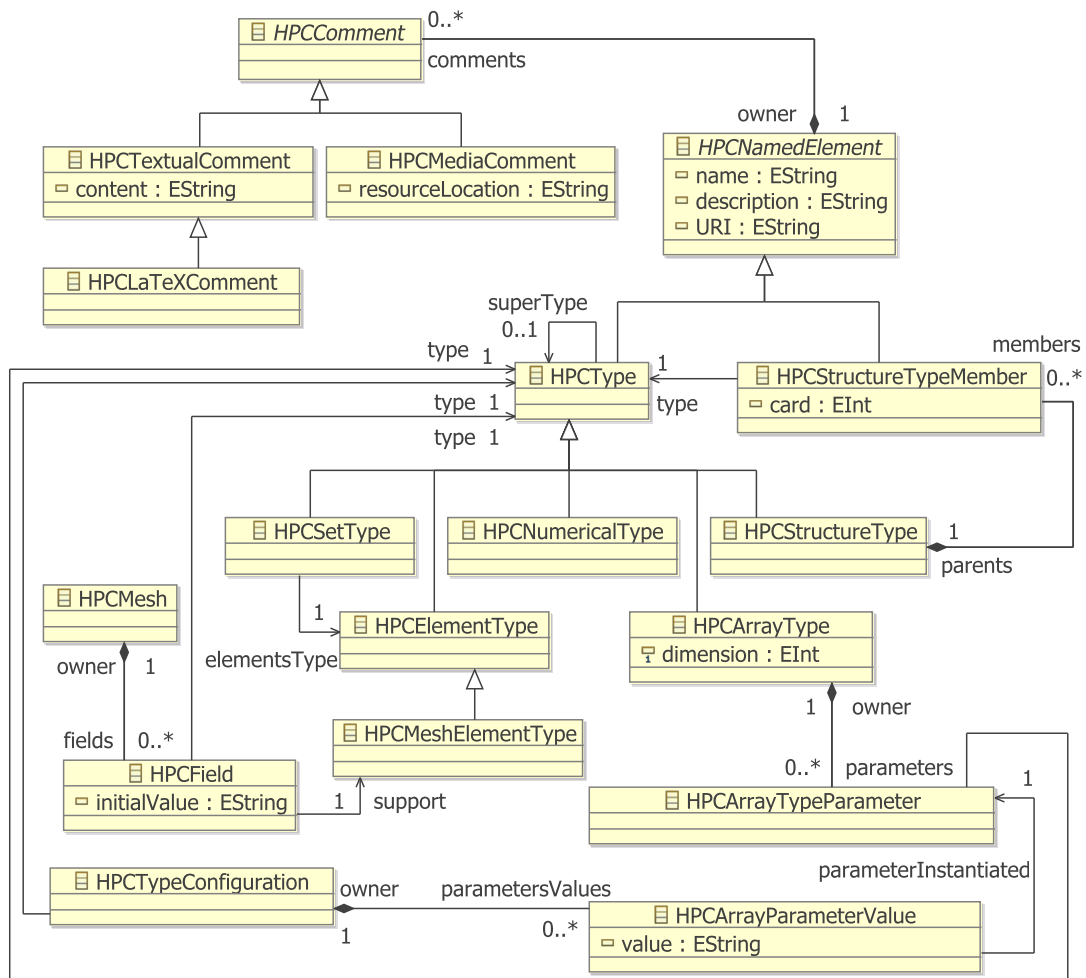 HPCComment
0..*
comments
owner 1
HPCNamedElement
name : EString
description : EString
URI : EString
HPCTextualComment
content : EString
HPCMediaComment
resourceLocation : EString
HPCLaTeXComment
superType
0..1
type 1
HPCType
1
type
members
0..*
HPCStructureTypeMember
card : EInt
type 1
type 1
HPCSetType
HPCNumericalType
HPCStructureType
1
parents
HPCMesh
owner 1
1
elementsType
HPCElementType
HPCArrayType
1 dimension : EInt
1 owner
HPCMeshElementType
fields 0..*
HPCField
initialValue : EString
1 support
0..* parameters
1
HPCArrayTypeParameter
parameterInstantiated
HPCTypeConfiguration
owner
1
parametersValues
0..*
HPCArrayParameterValue
value : EString